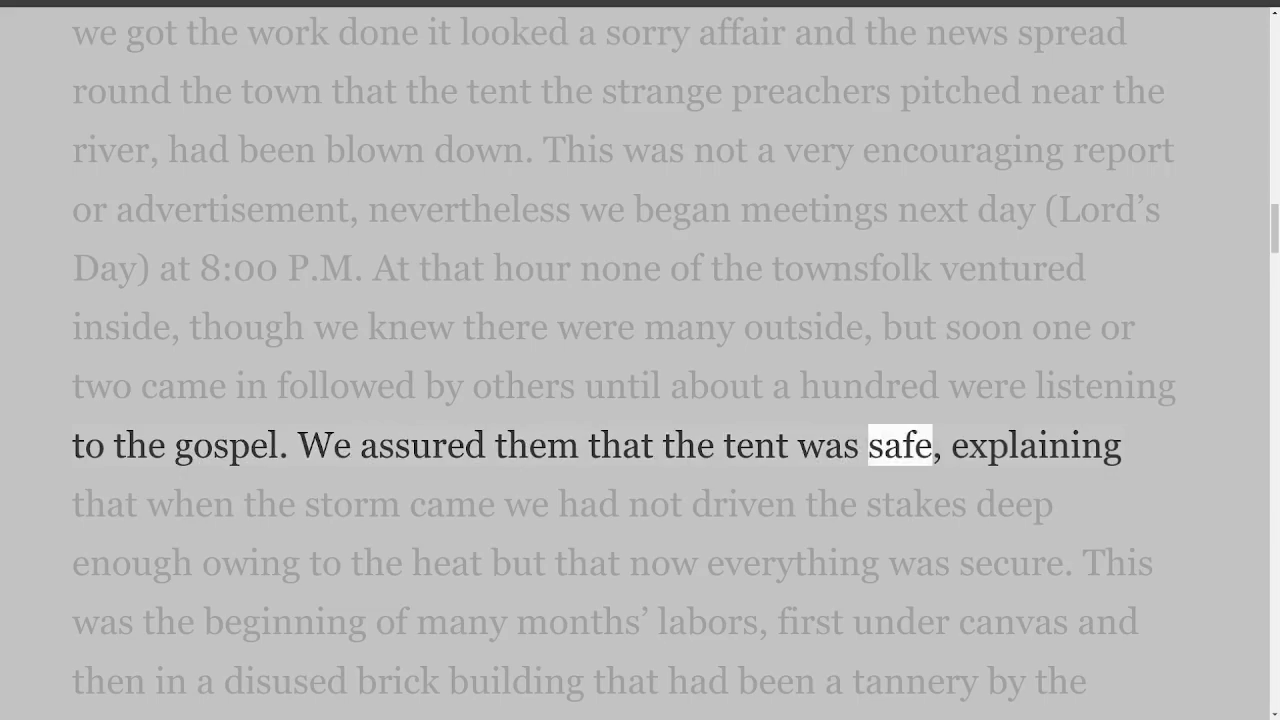 we got the work done it looked a sorry affair and the news spread
round the town that the tent the strange preachers pitched near the
river, had been blown down. This was not a very encouraging report
or advertisement, nevertheless we began meetings next day (Lord’s
Day) at 8:00 P.M. At that hour none of the townsfolk ventured
inside, though we knew there were many outside, but soon one or
two came in followed by others until about a hundred were listening
to the gospel. We assured them that the tent was safe, explaining
that when the storm came we had not driven the stakes deep
enough owing to the heat but that now everything was secure. This
was the beginning of many months’ labors, first under canvas and
then in a disused brick building that had been a tannery by the